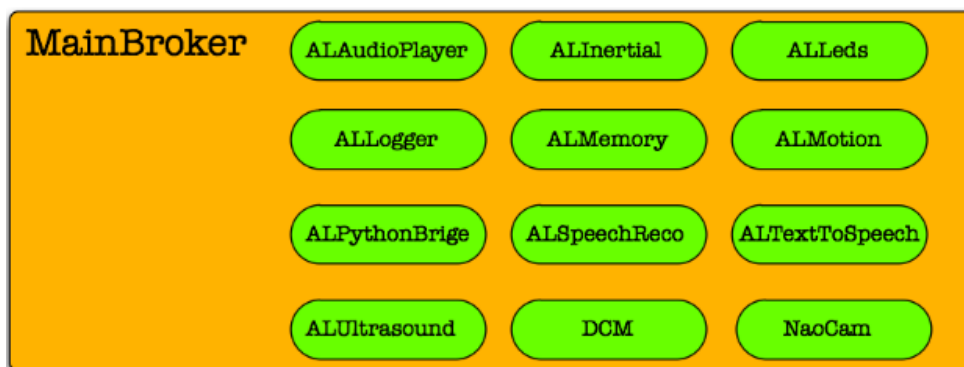 MainBroker
ALAudioPlayer ALInertial ALLeds
ALLogger ALMemory ALMotion
ALPythonBrige ALSpeechReco ALTextToSpeech
ALUltrasound DCM NaoCam